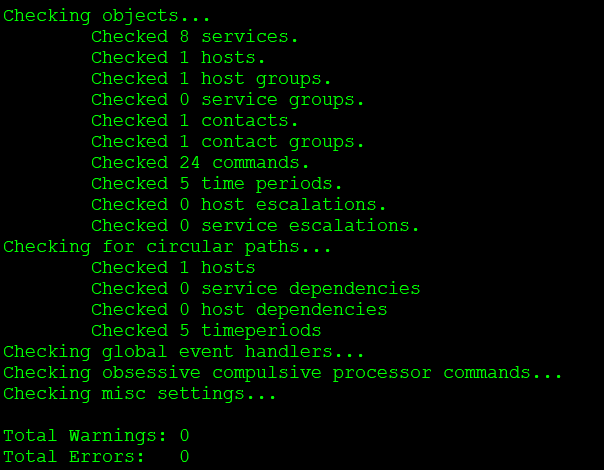 Checking objects...
        Checked 8 services.
        Checked 1 hosts.
        Checked 1 host groups.
        Checked 0 service groups.
        Checked 1 contacts.
        Checked 1 contact groups.
        Checked 24 commands.
        Checked 5 time periods.
        Checked 0 host escalations.
        Checked 0 service escalations.
Checking for circular paths...
        Checked 1 hosts
        Checked 0 service dependencies
        Checked 0 host dependencies
        Checked 5 timeperiods
Checking global event handlers...
Checking obsessive compulsive processor commands...
Checking misc settings...

Total Warnings: 0
Total Errors:   0